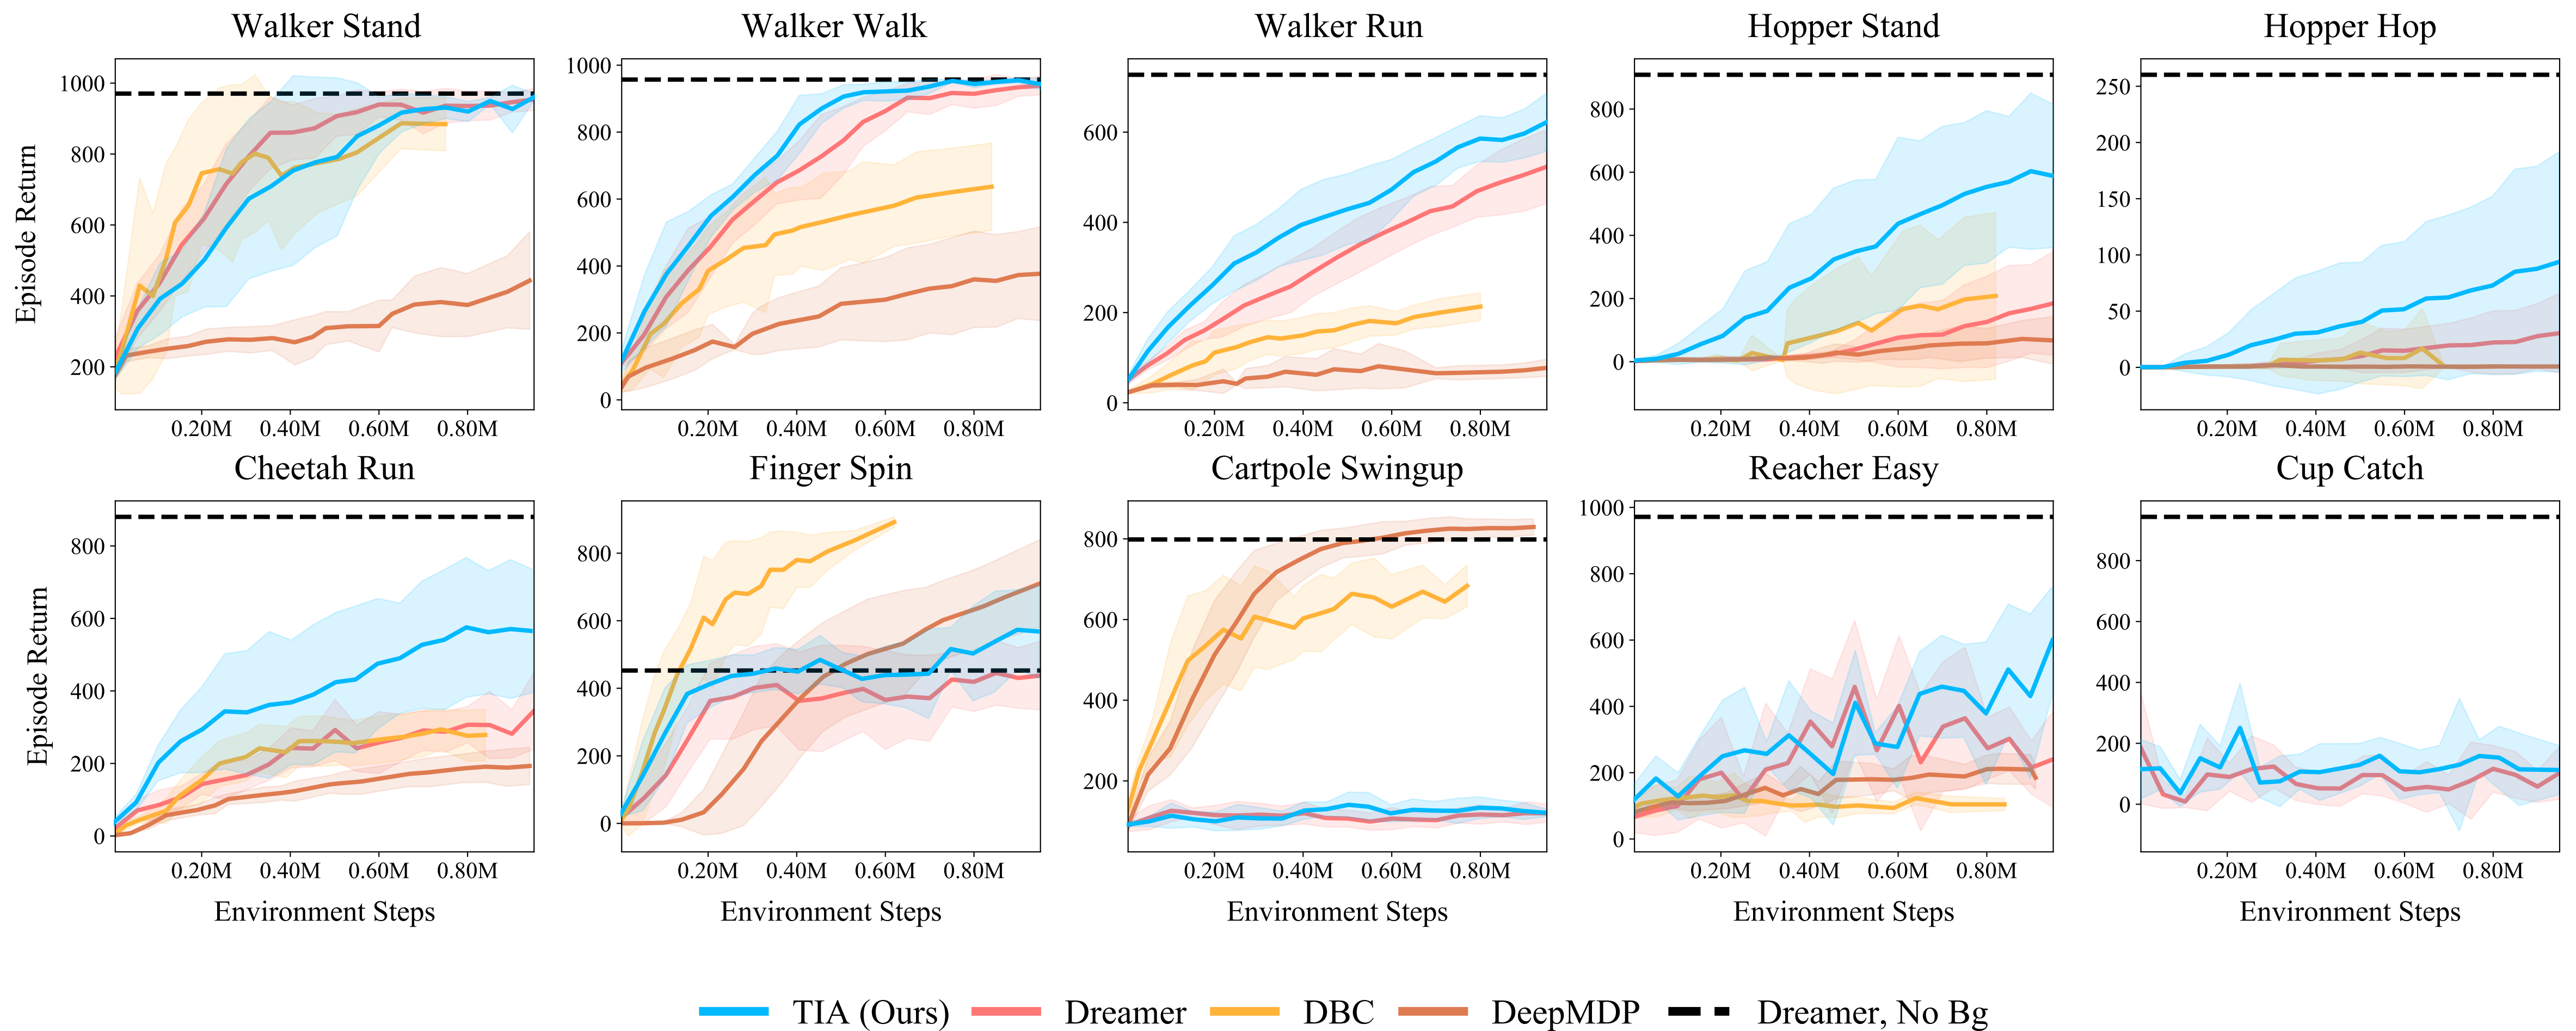 Walker Stand
Walker Walk
Walker Run
Hopper Stand
Hopper Hop
Episode Return
1000
800
600
400
200
0.20M 0.40M 0.60M 0.80M
1000
800
600
400
200
0
0.20M 0.40M 0.60M 0.80M
600
400
200
0
0.20M 0.40M 0.60M 0.80M
800
600
400
200
0
0.20M 0.40M 0.60M 0.80M
250
200
150
100
50
0
0.20M 0.40M 0.60M 0.80M
Cheetah Run
Finger Spin
Cartpole Swingup
Reacher Easy
Cup Catch
Episode Return
800
600
400
200
0
0.20M 0.40M 0.60M 0.80M
Environment Steps
800
600
400
200
0
0.20M 0.40M 0.60M 0.80M
Environment Steps
800
600
400
200
0.20M 0.40M 0.60M 0.80M
Environment Steps
1000
800
600
400
200
0
0.20M 0.40M 0.60M 0.80M
Environment Steps
800
600
400
200
0
0.20M 0.40M 0.60M 0.80M
Environment Steps
TIA (Ours) Dreamer DBC DeepMDP Dreamer, No Bg